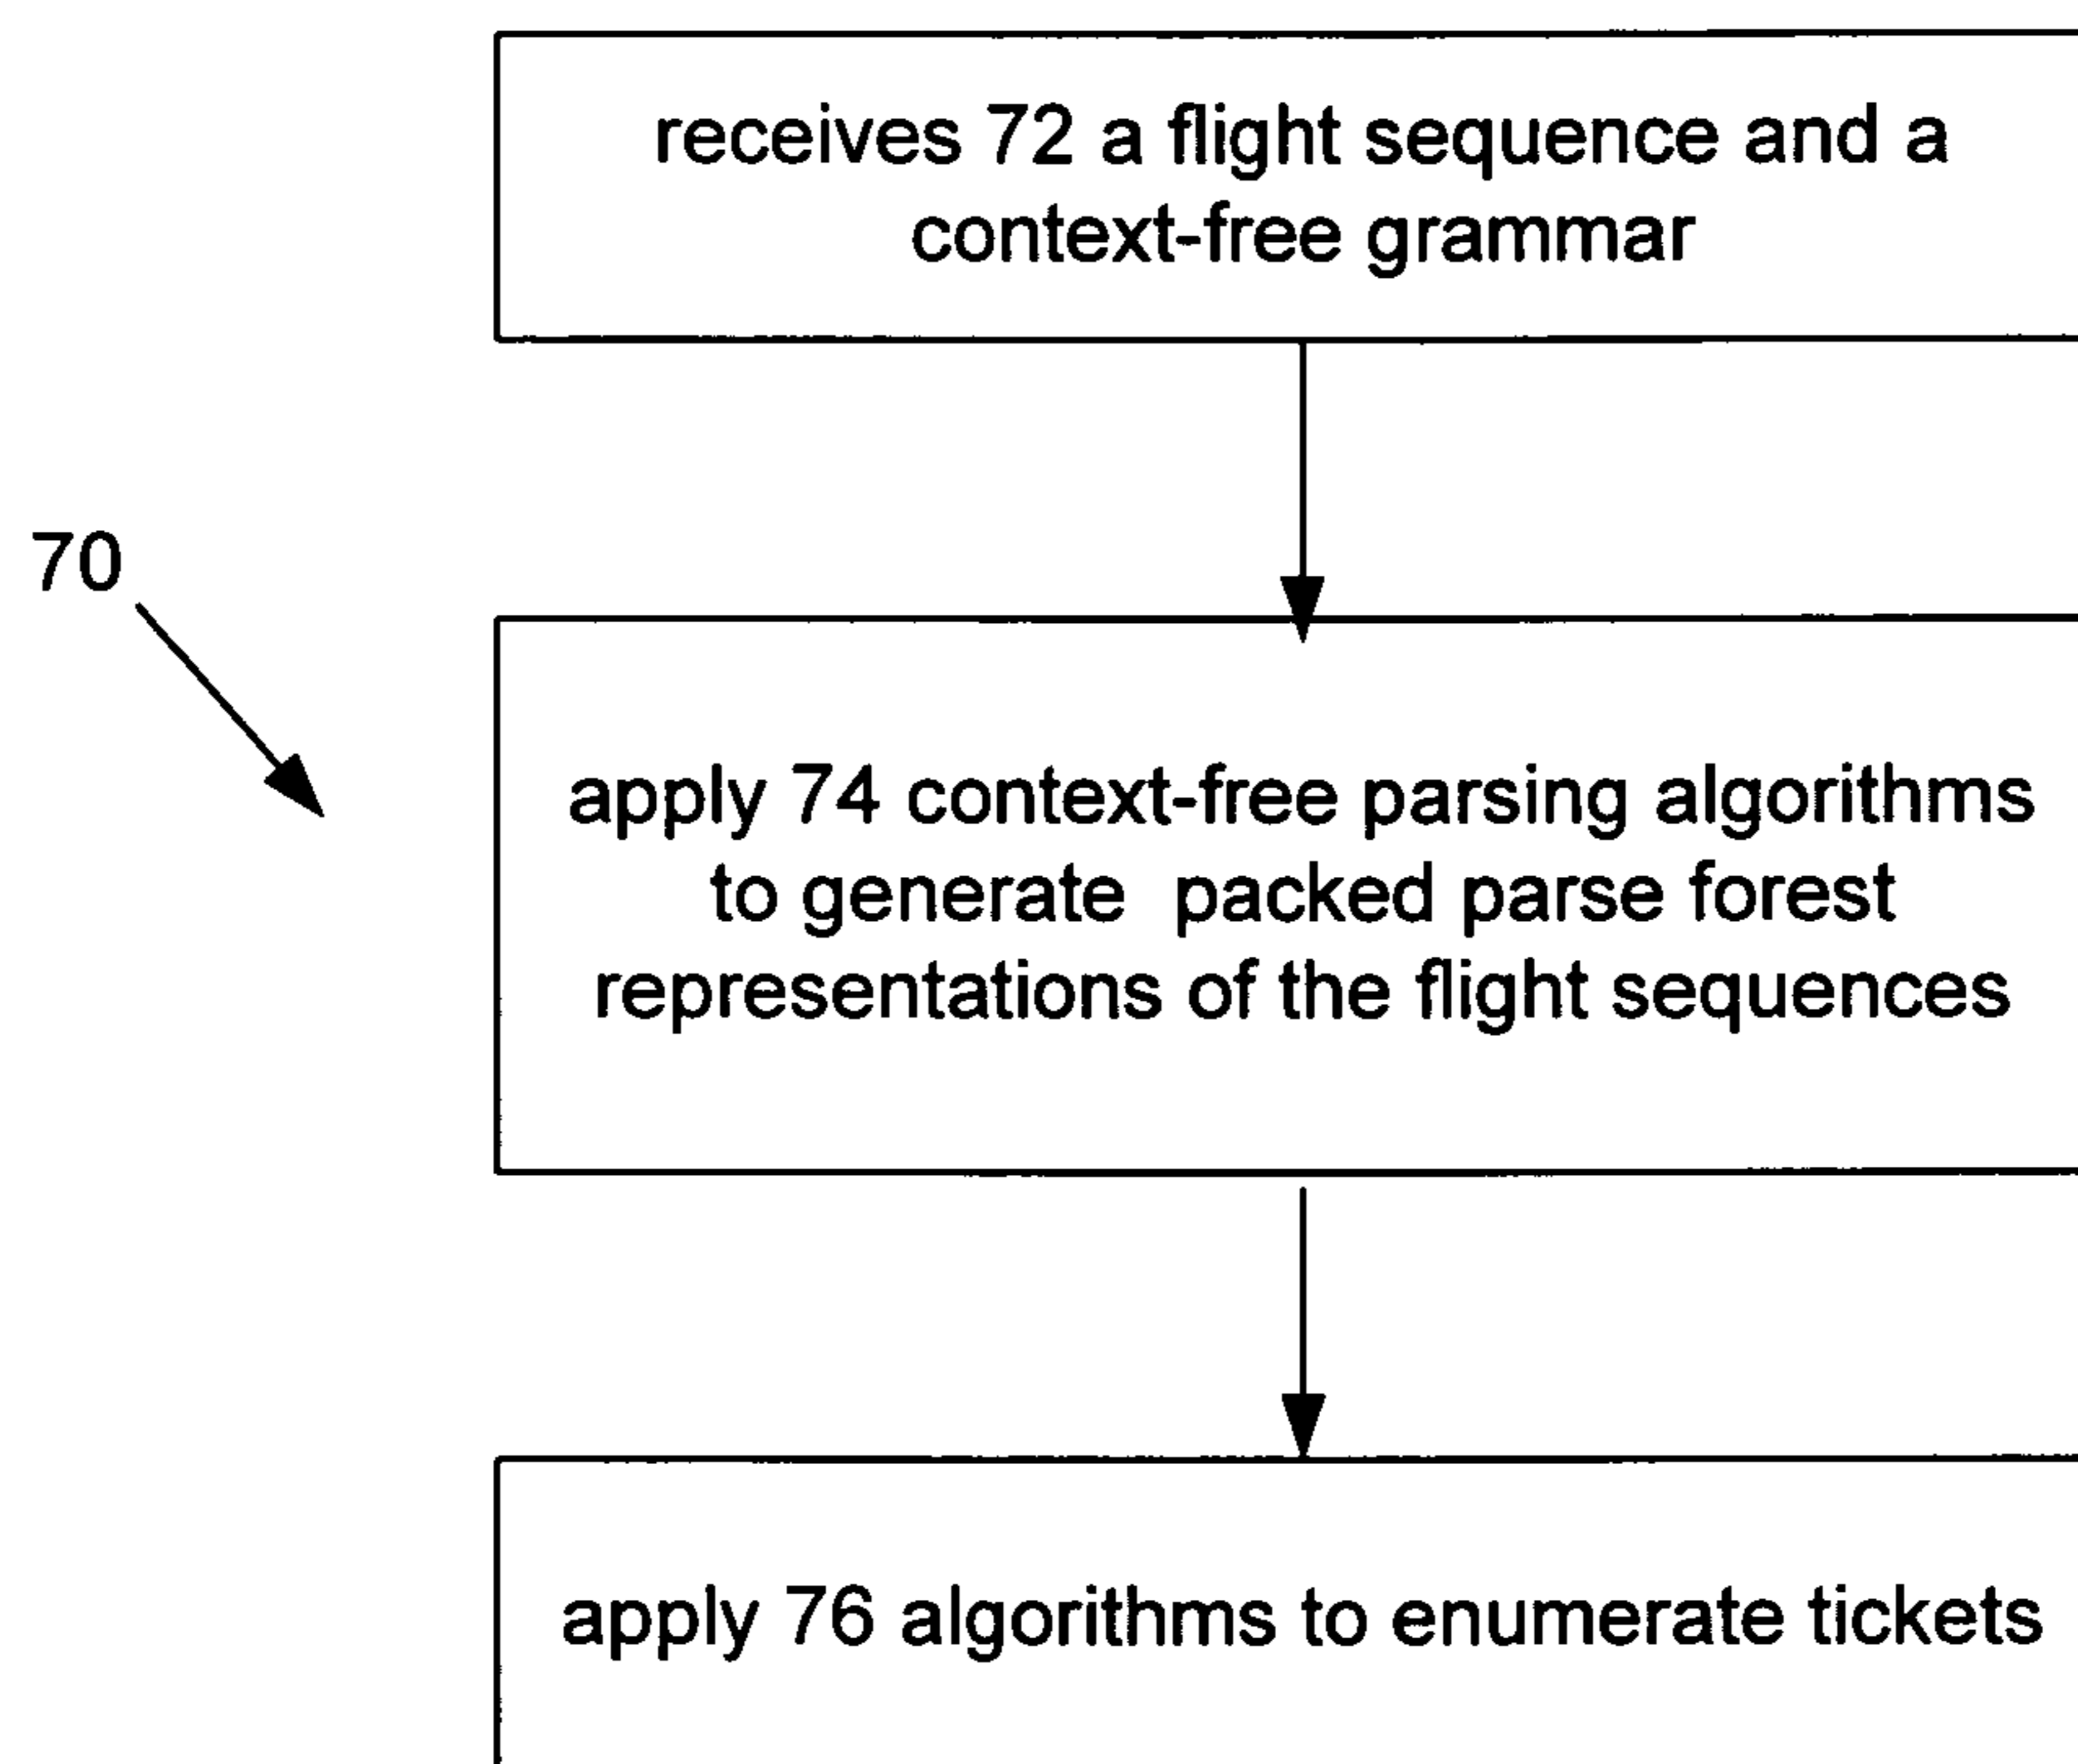 receives 72 a flight sequence and a
context-free grammar
70
apply 74 context-free parsing algorithms
to generate packed parse forest
representations of the flight sequences
apply 76 algorithms to enumerate tickets